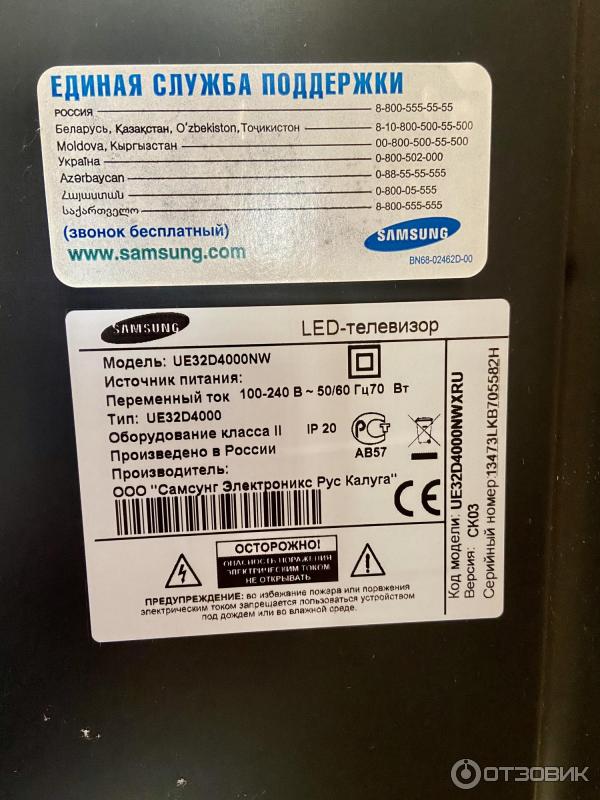 ЕДИНАЯ СЛУЖБА ПОДДЕРЖКИ
РОССИЯ 8-800-555-55-55
Беларусь, Қазақстан, O'zbekiston, Тоҷикистон 8-10-800-500-55-500
Moldova, Кыргызстан 00-800-500-55-500
Україна 0-800-502-000
Azərbaycan 0-88-55-55-555
Հայաստան 0-800-05-555
საქართველო 8-800-555-555
(звонок бесплатный)
SAMSUNG
www.samsung.com
BN68-02462D-00
SAMSUNG
LED-телевизор
Модель: UE32D4000NW
Источник питания:
Переменный ток 100-240 В ~ 50/60 Гц70 Вт
Тип: UE32D4000
Оборудование класса II IP 20
Произведено в России
АВ57
Производитель:
ООО "Самсунг Электроникс Рус Калуга"
CE
ОСТОРОЖНО!
ОПАСНОСТЬ ПОРАЖЕНИЯ
ЭЛЕКТРИЧЕСКИМ ТОКОМ
НЕ ОТКРЫВАТЬ
ПРЕДУПРЕЖДЕНИЕ: во избежание пожара или поражения
электрическим током запрещается пользоваться устройством
под дождем или во влажной среде.
Код модели: UE32D4000NWXRU
Версия: CK03
Серийный номер:13473LKB705582H
ОТЗОВИК